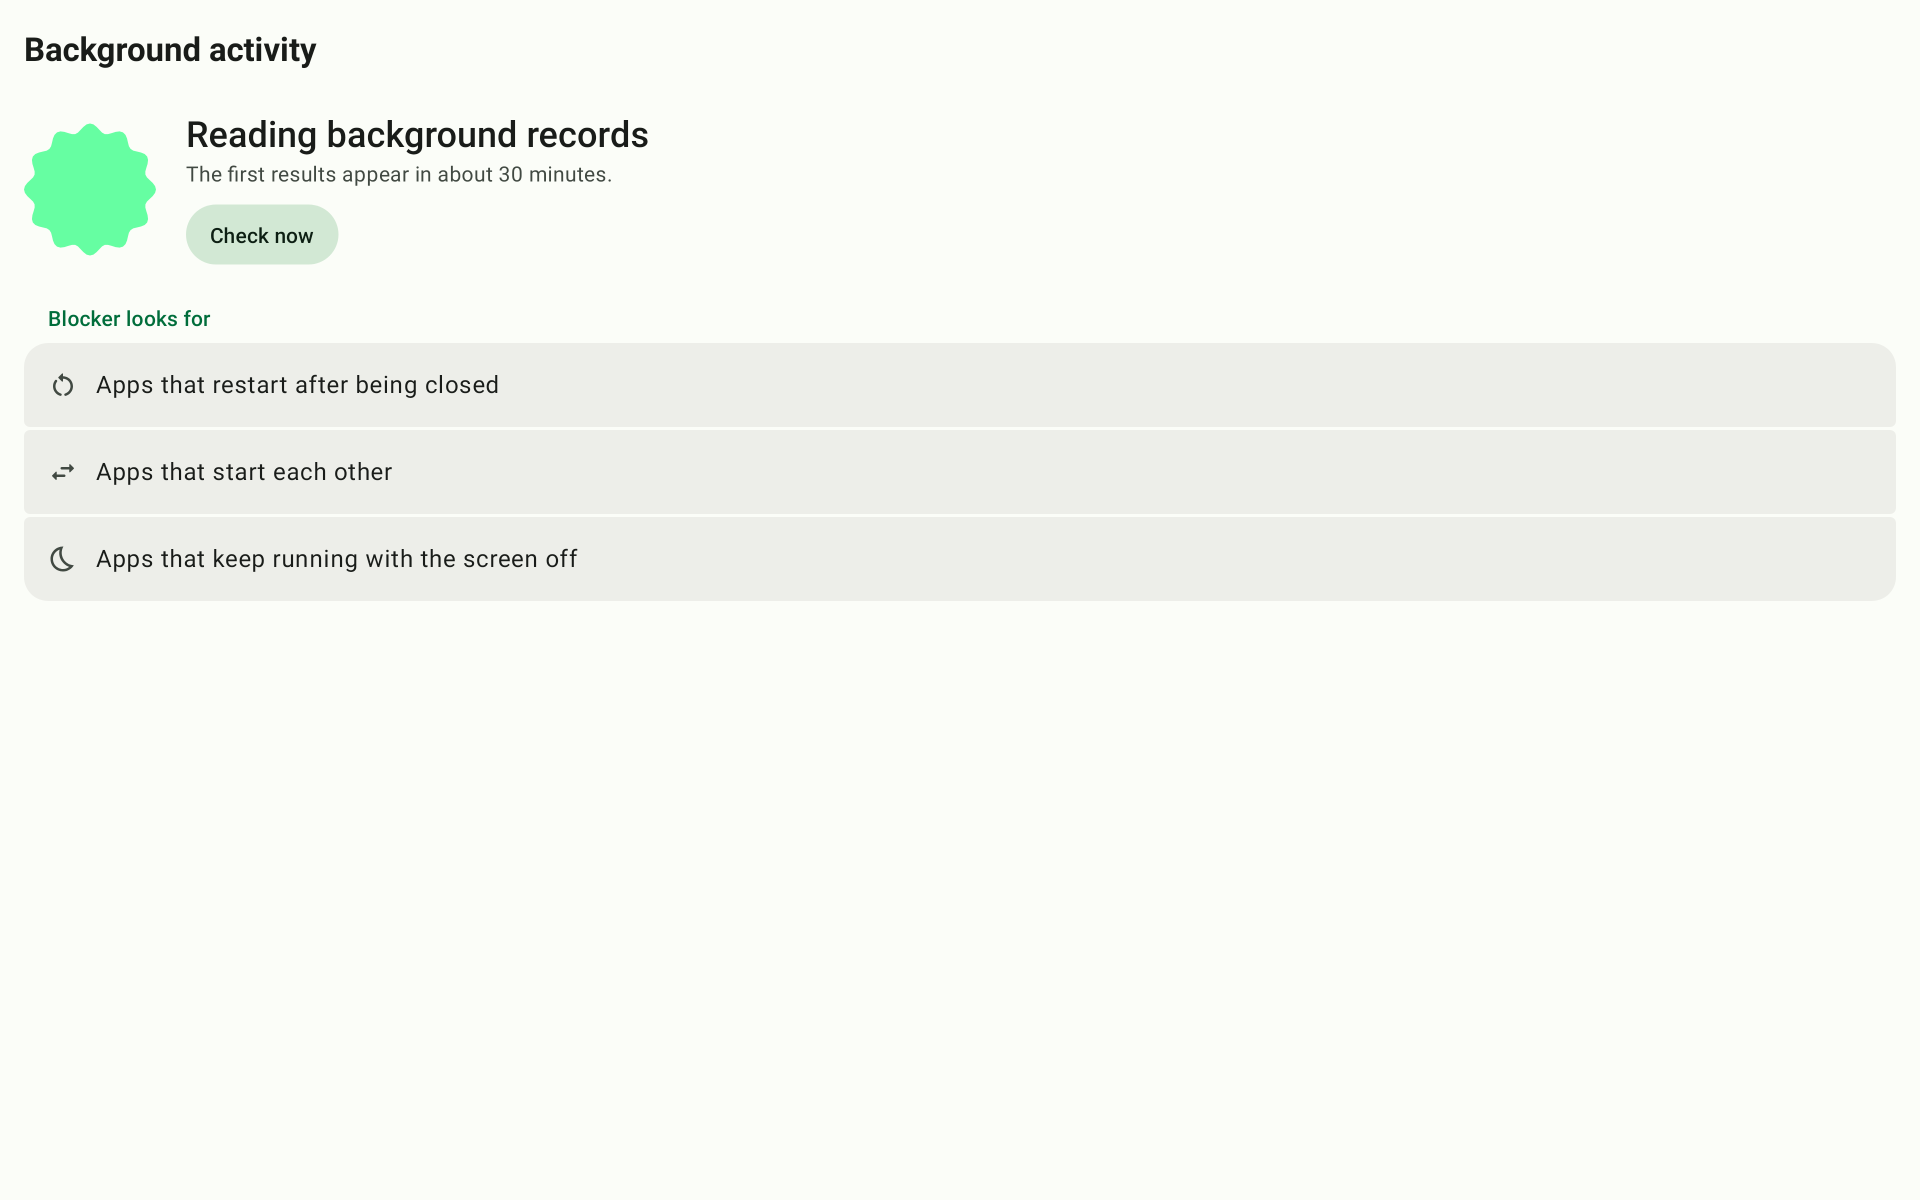 Background activity
Reading background records
The first results appear in about 30 minutes.
Check now
Blocker looks for
Apps that restart after being closed
Apps that start each other
Apps that keep running with the screen off